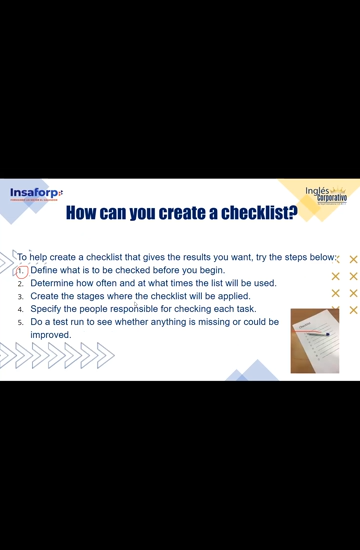 Insaforp
Inglés
Corporativo
How can you create a checklist?
To help create a checklist that gives the results you want, try the steps below:
1. Define what is to be checked before you begin.
2. Determine how often and at what times the list will be used.
3. Create the stages where the checklist will be applied.
4. Specify the people responsible for checking each task.
5. Do a test run to see whether anything is missing or could be
improved.